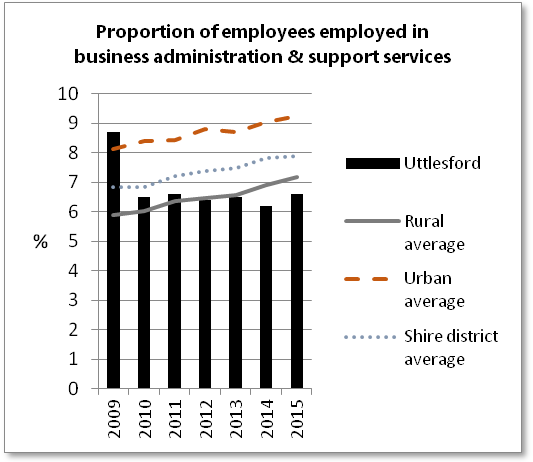 Proportion of employees employed in
business administration & support services
10
9
8
7
6
5
4
3
2
1
0
%
2009
2010
2011
2012
2013
2014
2015
Uttlesford
Rural
average
Urban
average
Shire district
average